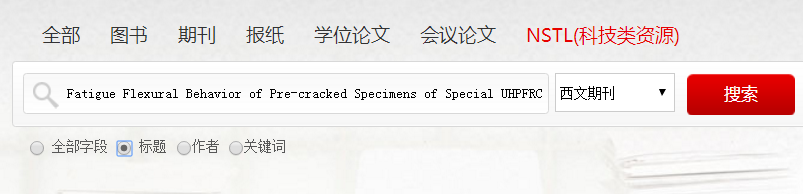 全部 图书 期刊 报纸 学位论文 会议论文 NSTL(科技类资源)
Fatigue Flexural Behavior of Pre-cracked Specimens of Special UHPFRC 西文期刊 搜索
全部字段 标题 作者 关键词